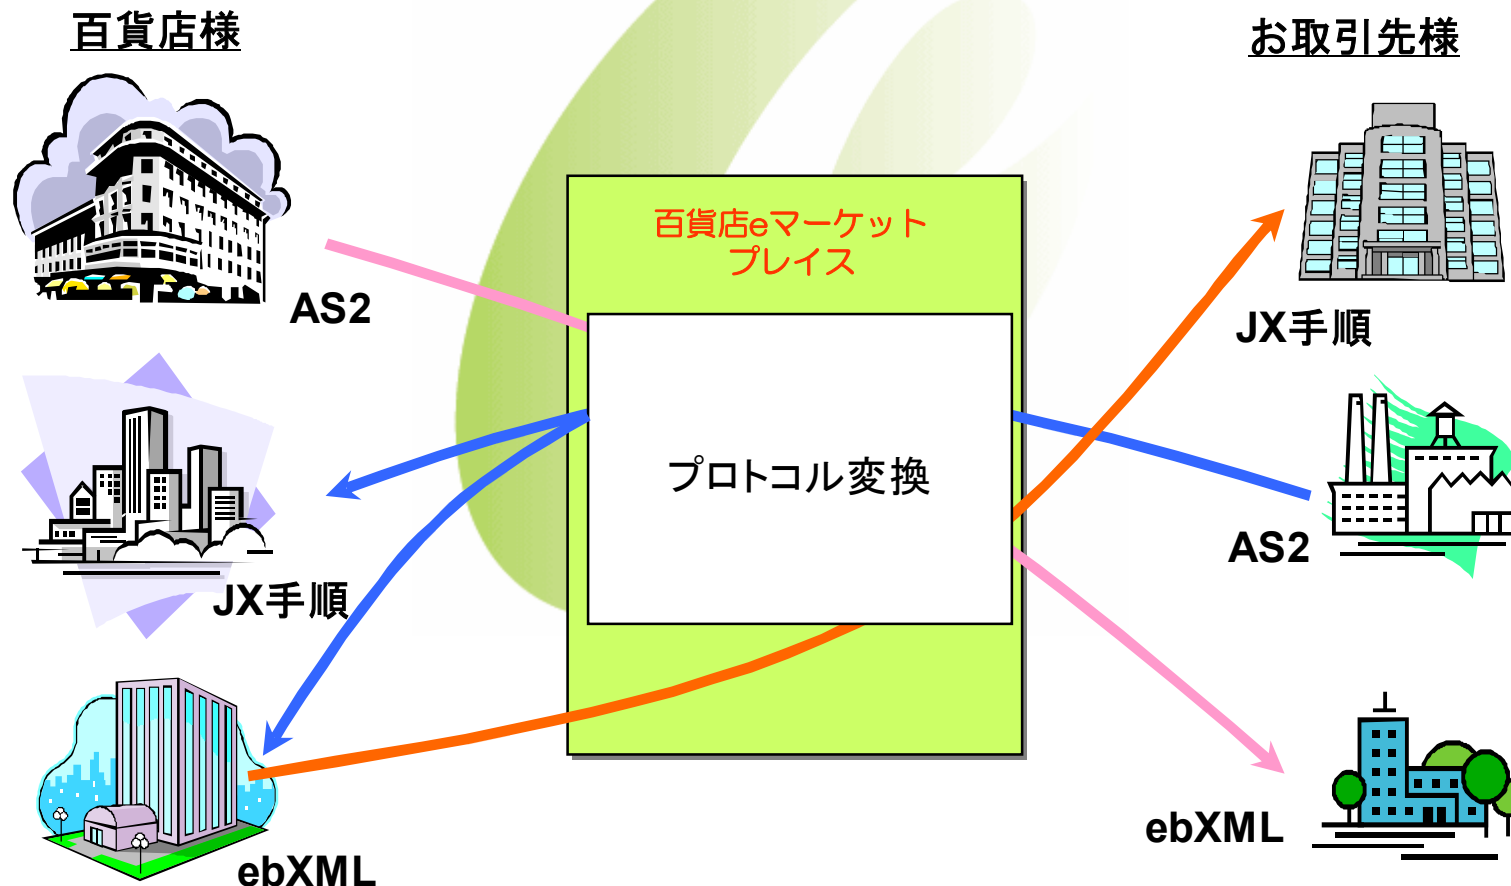 百貨店様
お取引先様
百貨店eマーケット
プレイス
AS2
JX手順
プロトコル変換
AS2
JX手順
ebXML
ebXML